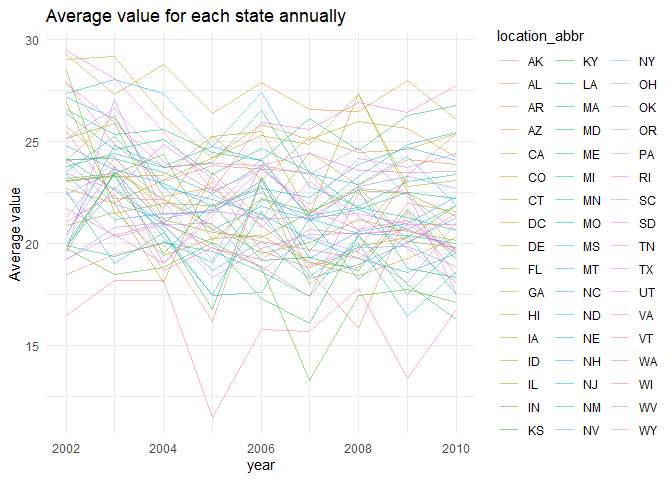 Average value for each state annually
30
25
20
15
Average value
2002
2004
2006
2008
2010
year
location_abbr
AK KY NY
AL LA OH
AR MA OK
AZ MD OR
CA ME PA
CO MI RI
CT MN SC
DC MO SD
DE MS TN
FL MT TX
GA NC UT
HI ND VA
IA NE VT
ID NH WA
IL NJ WI
IN NM WV
KS NV WY